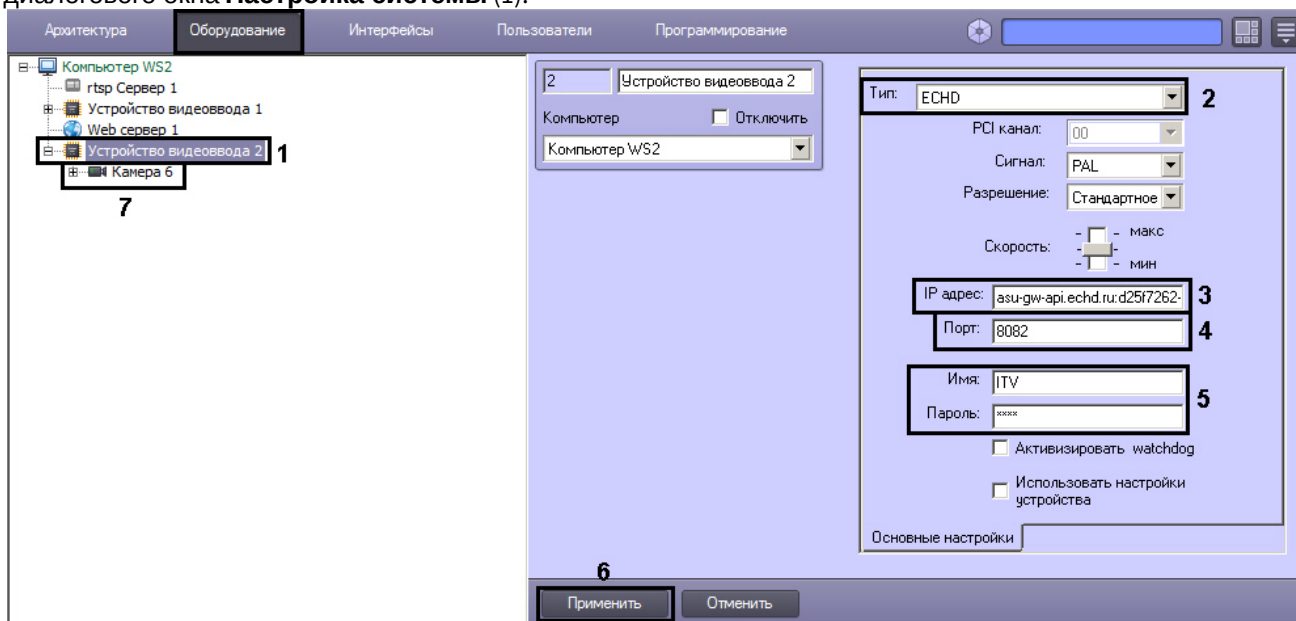 диалогового окна Настройка системы (1).
Архитектура Оборудование Интерфейсы Пользователи Программирование
Компьютер WS2
rtsp Сервер 1
Устройство видеоввода 1
Web сервер 1
Устройство видеоввода 2 1
Камера 6
7
2 Устройство видеоввода 2
Компьютер Отключить
Компьютер WS2
Тип: ECHD 2
PCI канал: 00
Сигнал: PAL
Разрешение: Стандартное
Скорость: макс
мин
IP адрес: asu-gw-api.echd.ru:d25f7262- 3
Порт: 8082 4
Имя: ITV
5
Пароль: ××××
Активизировать watchdog
Использовать настройки
устройства
Основные настройки
6
Применить Отменить